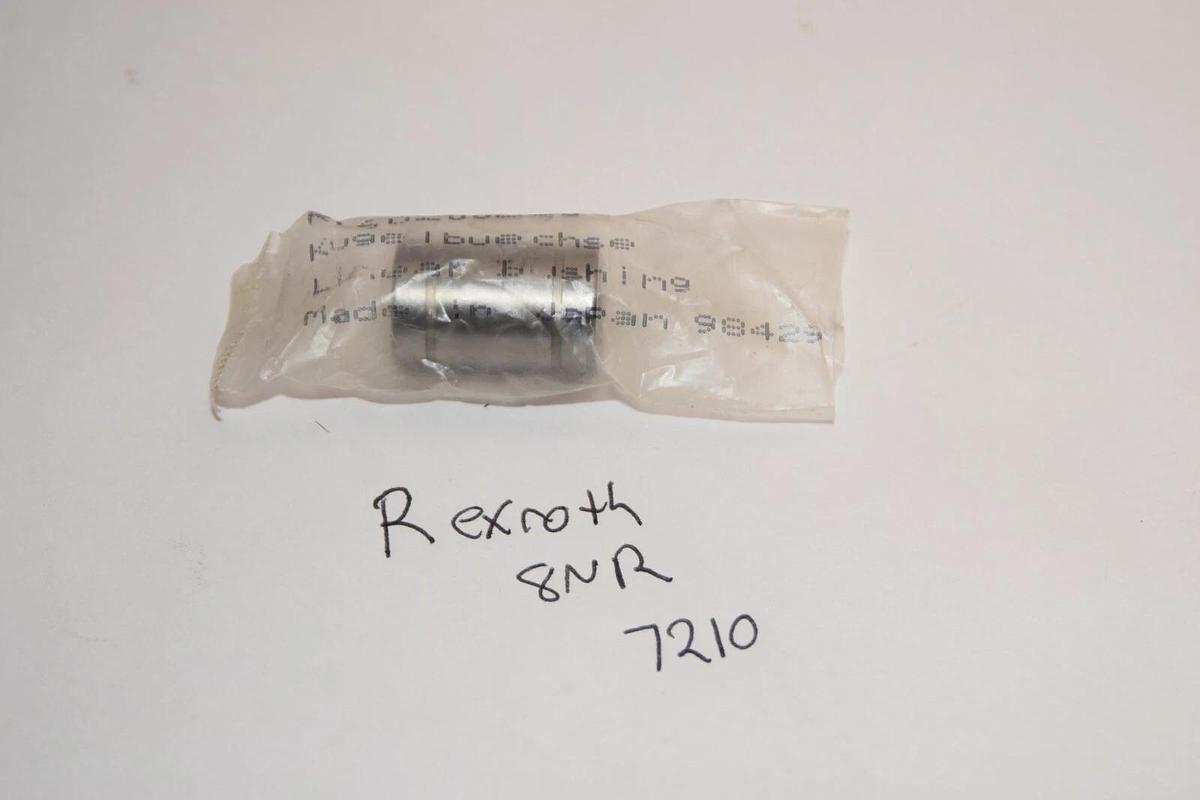 Kugelbuechse
Linear bushing
Made in Japan 98429
Rexroth
8NR
7210